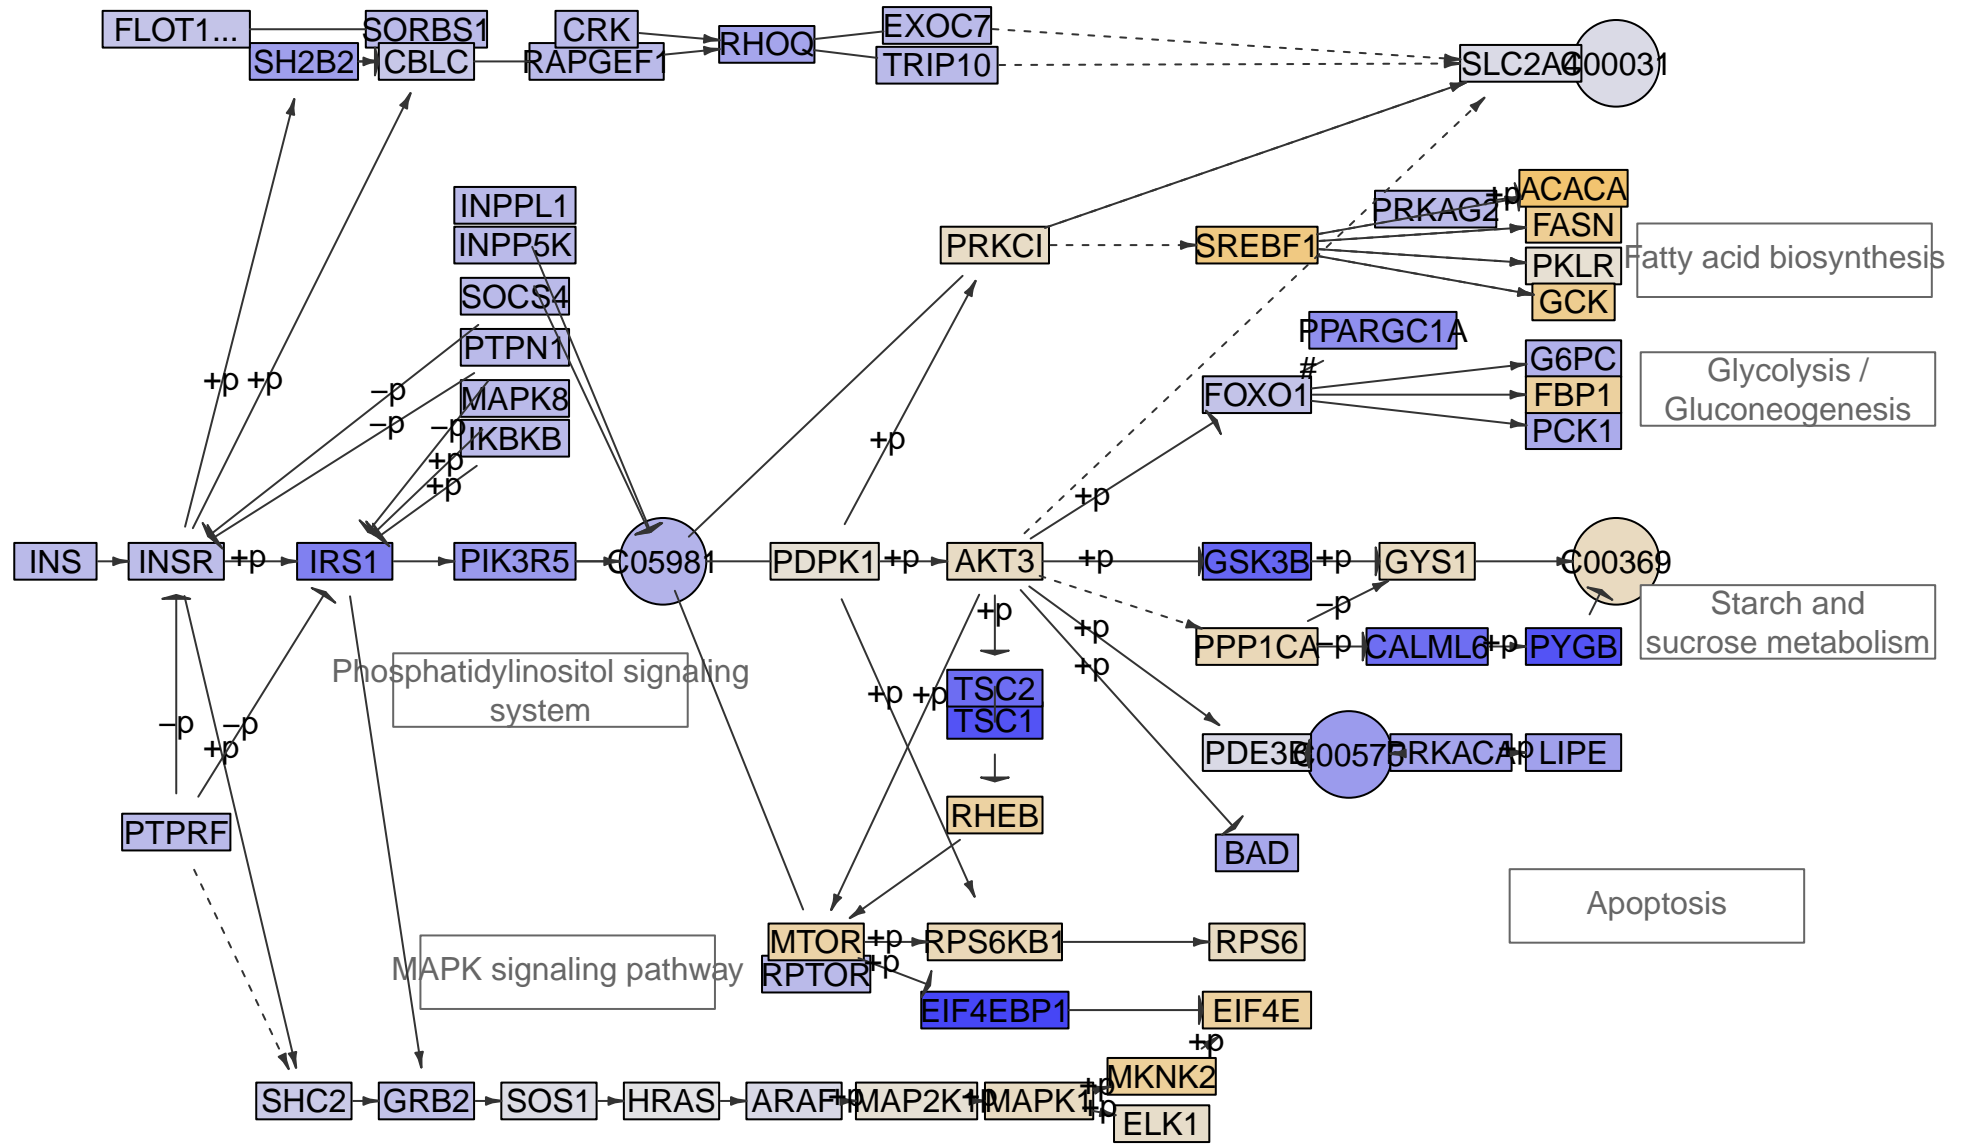 FLOT1...
SORBS1
CRK
EXOC7
SH2B2
CBLC
RAPGEF1
RHOQ
TRIP10
SLC2A4
C00031
INPPL1
PRKAG2
+p
ACACA
INPP5K
PRKCI
SREBF1
FASN
PKLR
Fatty acid biosynthesis
SOCS4
GCK
PTPN1
PPARGC1A
G6PC
Glycolysis /
Gluconeogenesis
#
+p
+p
−p
MAPK8
FOXO1
FBP1
−p
−p
IKBKB
+p
PCK1
+p
+p
+p
INS
INSR
+p
IRS1
PIK3R5
C05981
PDPK1
+p
AKT3
+p
GSK3B
+p
GYS1
C00369
+p
−p
Starch and
sucrose metabolism
+p
PPP1CA
−p
CALML6
+p
PYGB
Phosphatidylinositol signaling
system
+p
+p
+p
TSC2
TSC1
−p
−p
+p
PDE3B
C00575
PRKACA
+p
LIPE
PTPRF
RHEB
BAD
Apoptosis
MTOR
+p
RPS6KB1
RPS6
MAPK signaling pathway
RPTOR
+p
EIF4EBP1
EIF4E
+p
MKNK2
SHC2
GRB2
SOS1
HRAS
ARAF
+p
MAP2K1
+p
MAPK1
+p
+p
ELK1